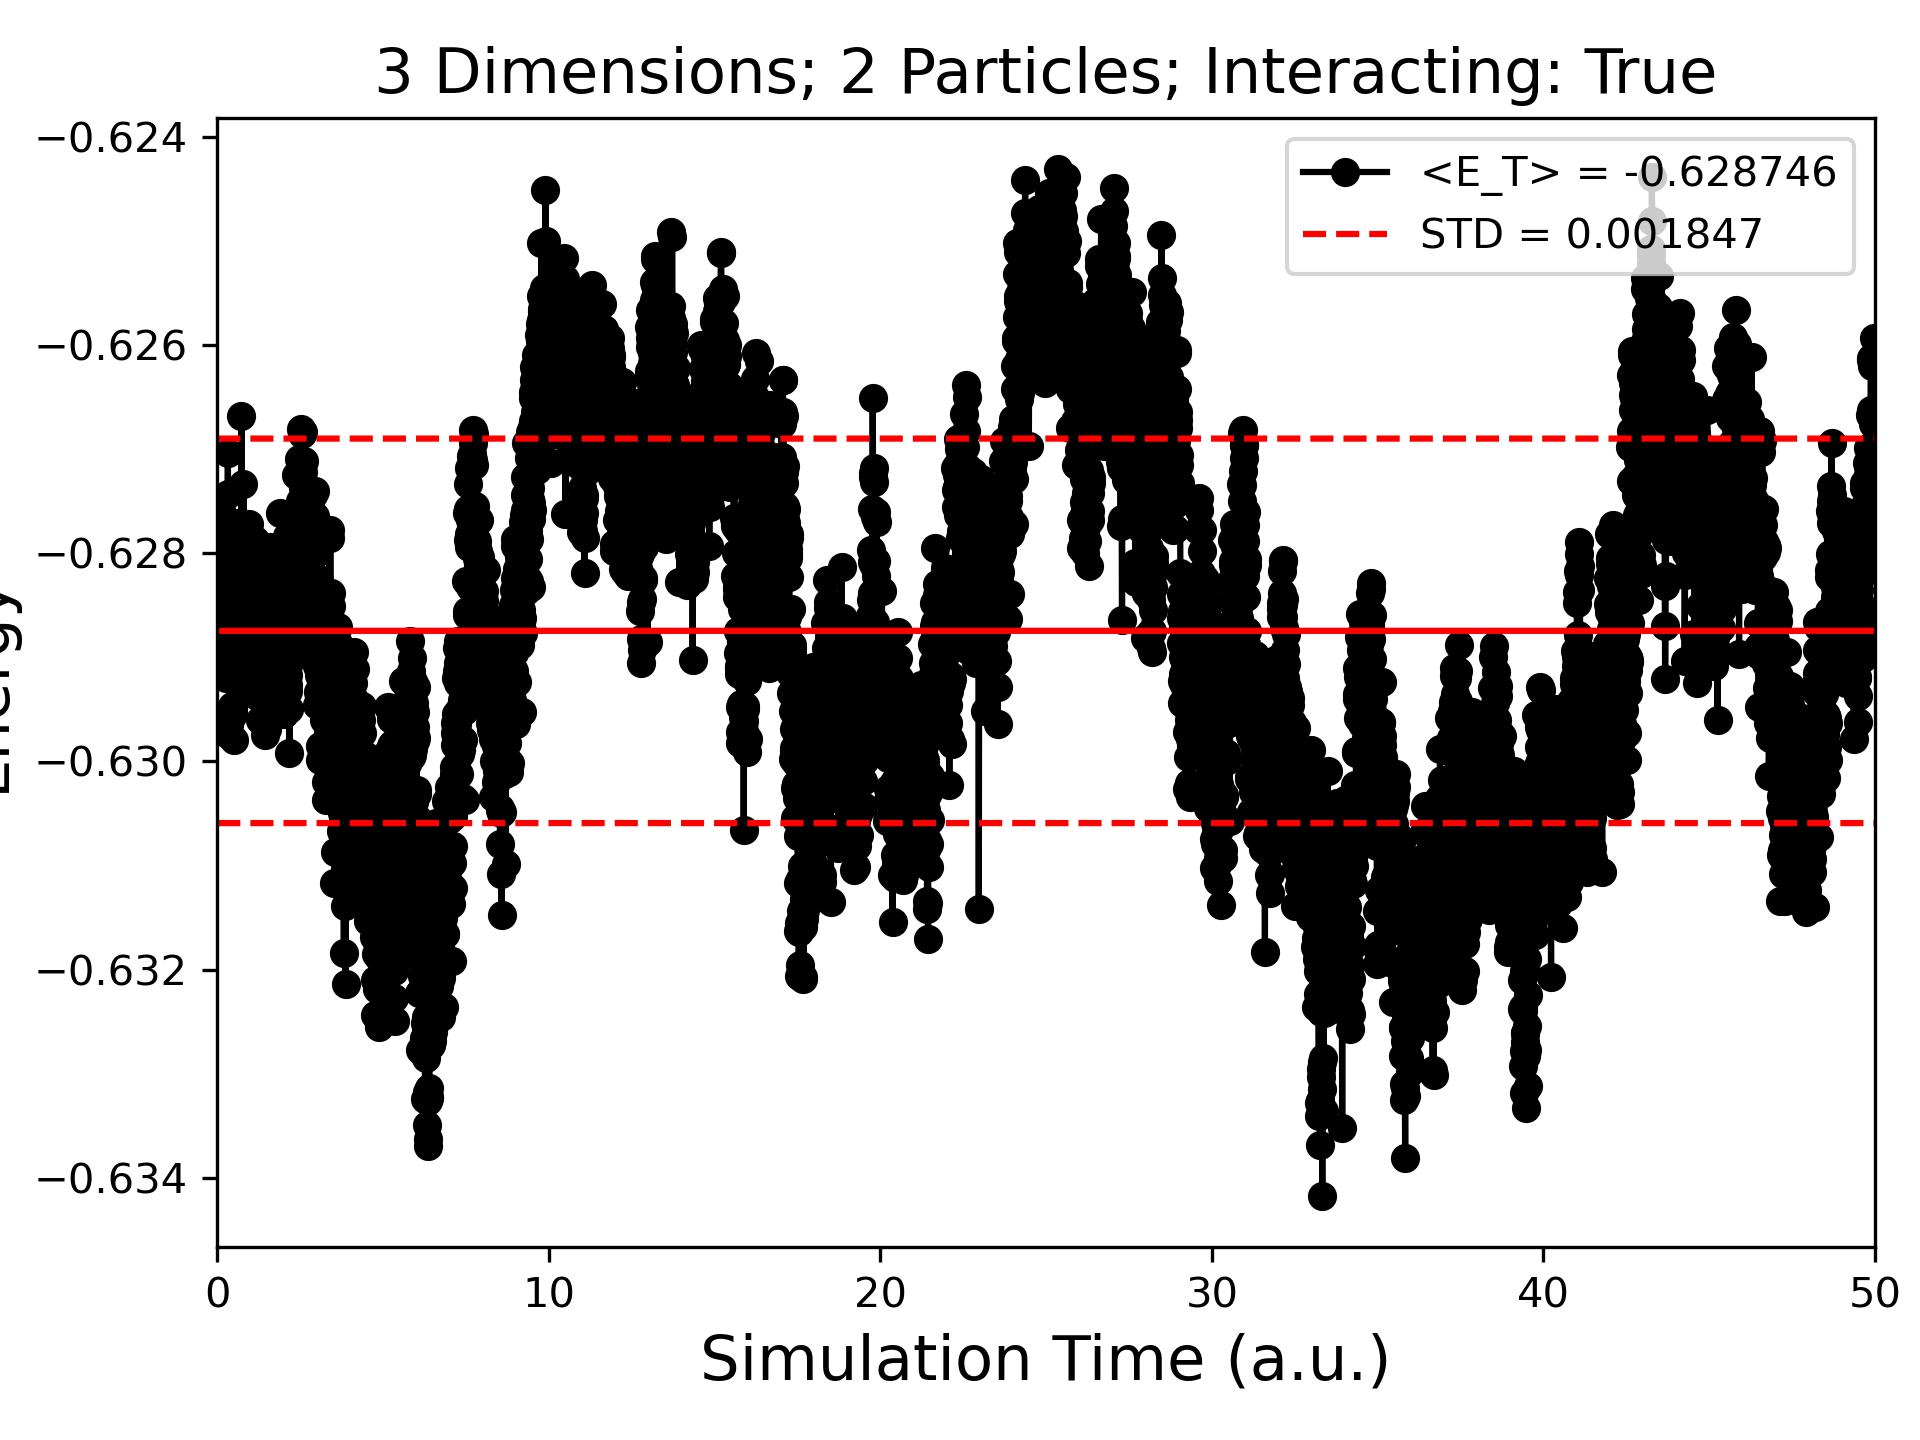 3 Dimensions; 2 Particles; Interacting: True
−0.624
−0.626
−0.628
−0.630
−0.632
−0.634
<E_T> = -0.628746
STD = 0.001847
0 10 20 30 40 50
Simulation Time (a.u.)